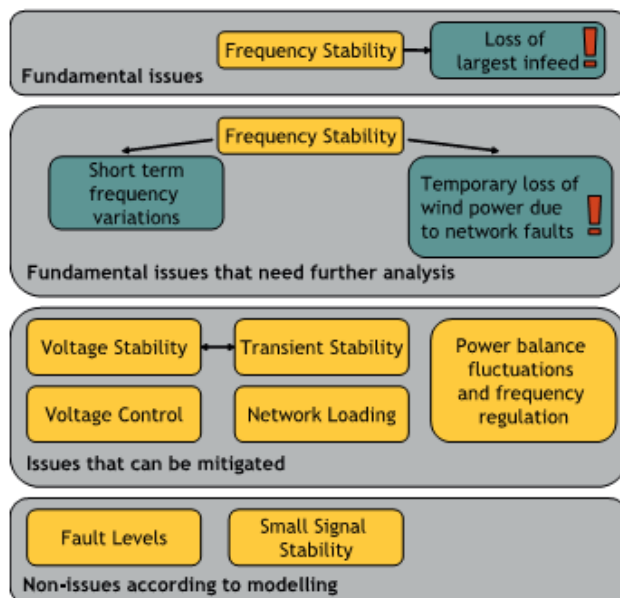 Frequency Stability
Loss of
largest infeed
Fundamental issues
Frequency Stability
Short term
frequency
variations
Temporary loss of
wind power due
to network faults
Fundamental issues that need further analysis
Voltage Stability
Transient Stability
Power balance
fluctuations
and frequency
regulation
Voltage Control
Network Loading
Issues that can be mitigated
Fault Levels
Small Signal
Stability
Non-issues according to modelling